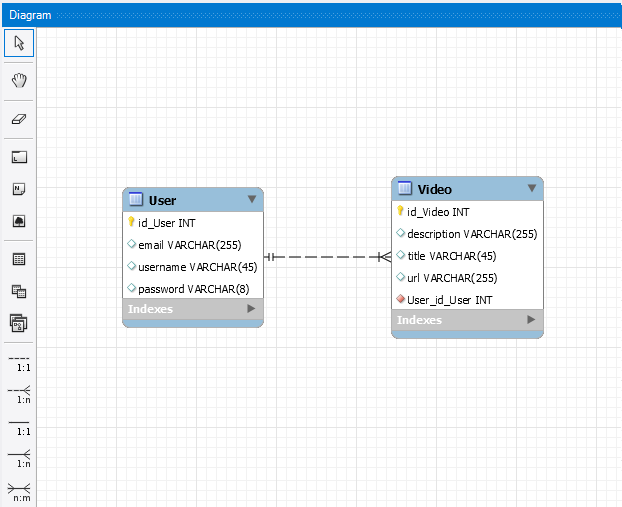 Diagram
User
id_User INT
email VARCHAR(255)
username VARCHAR(45)
password VARCHAR(8)
Indexes
Video
id_Video INT
description VARCHAR(255)
title VARCHAR(45)
url VARCHAR(255)
User_id_User INT
Indexes
1:1
1:n
1:1
1:n
n:m